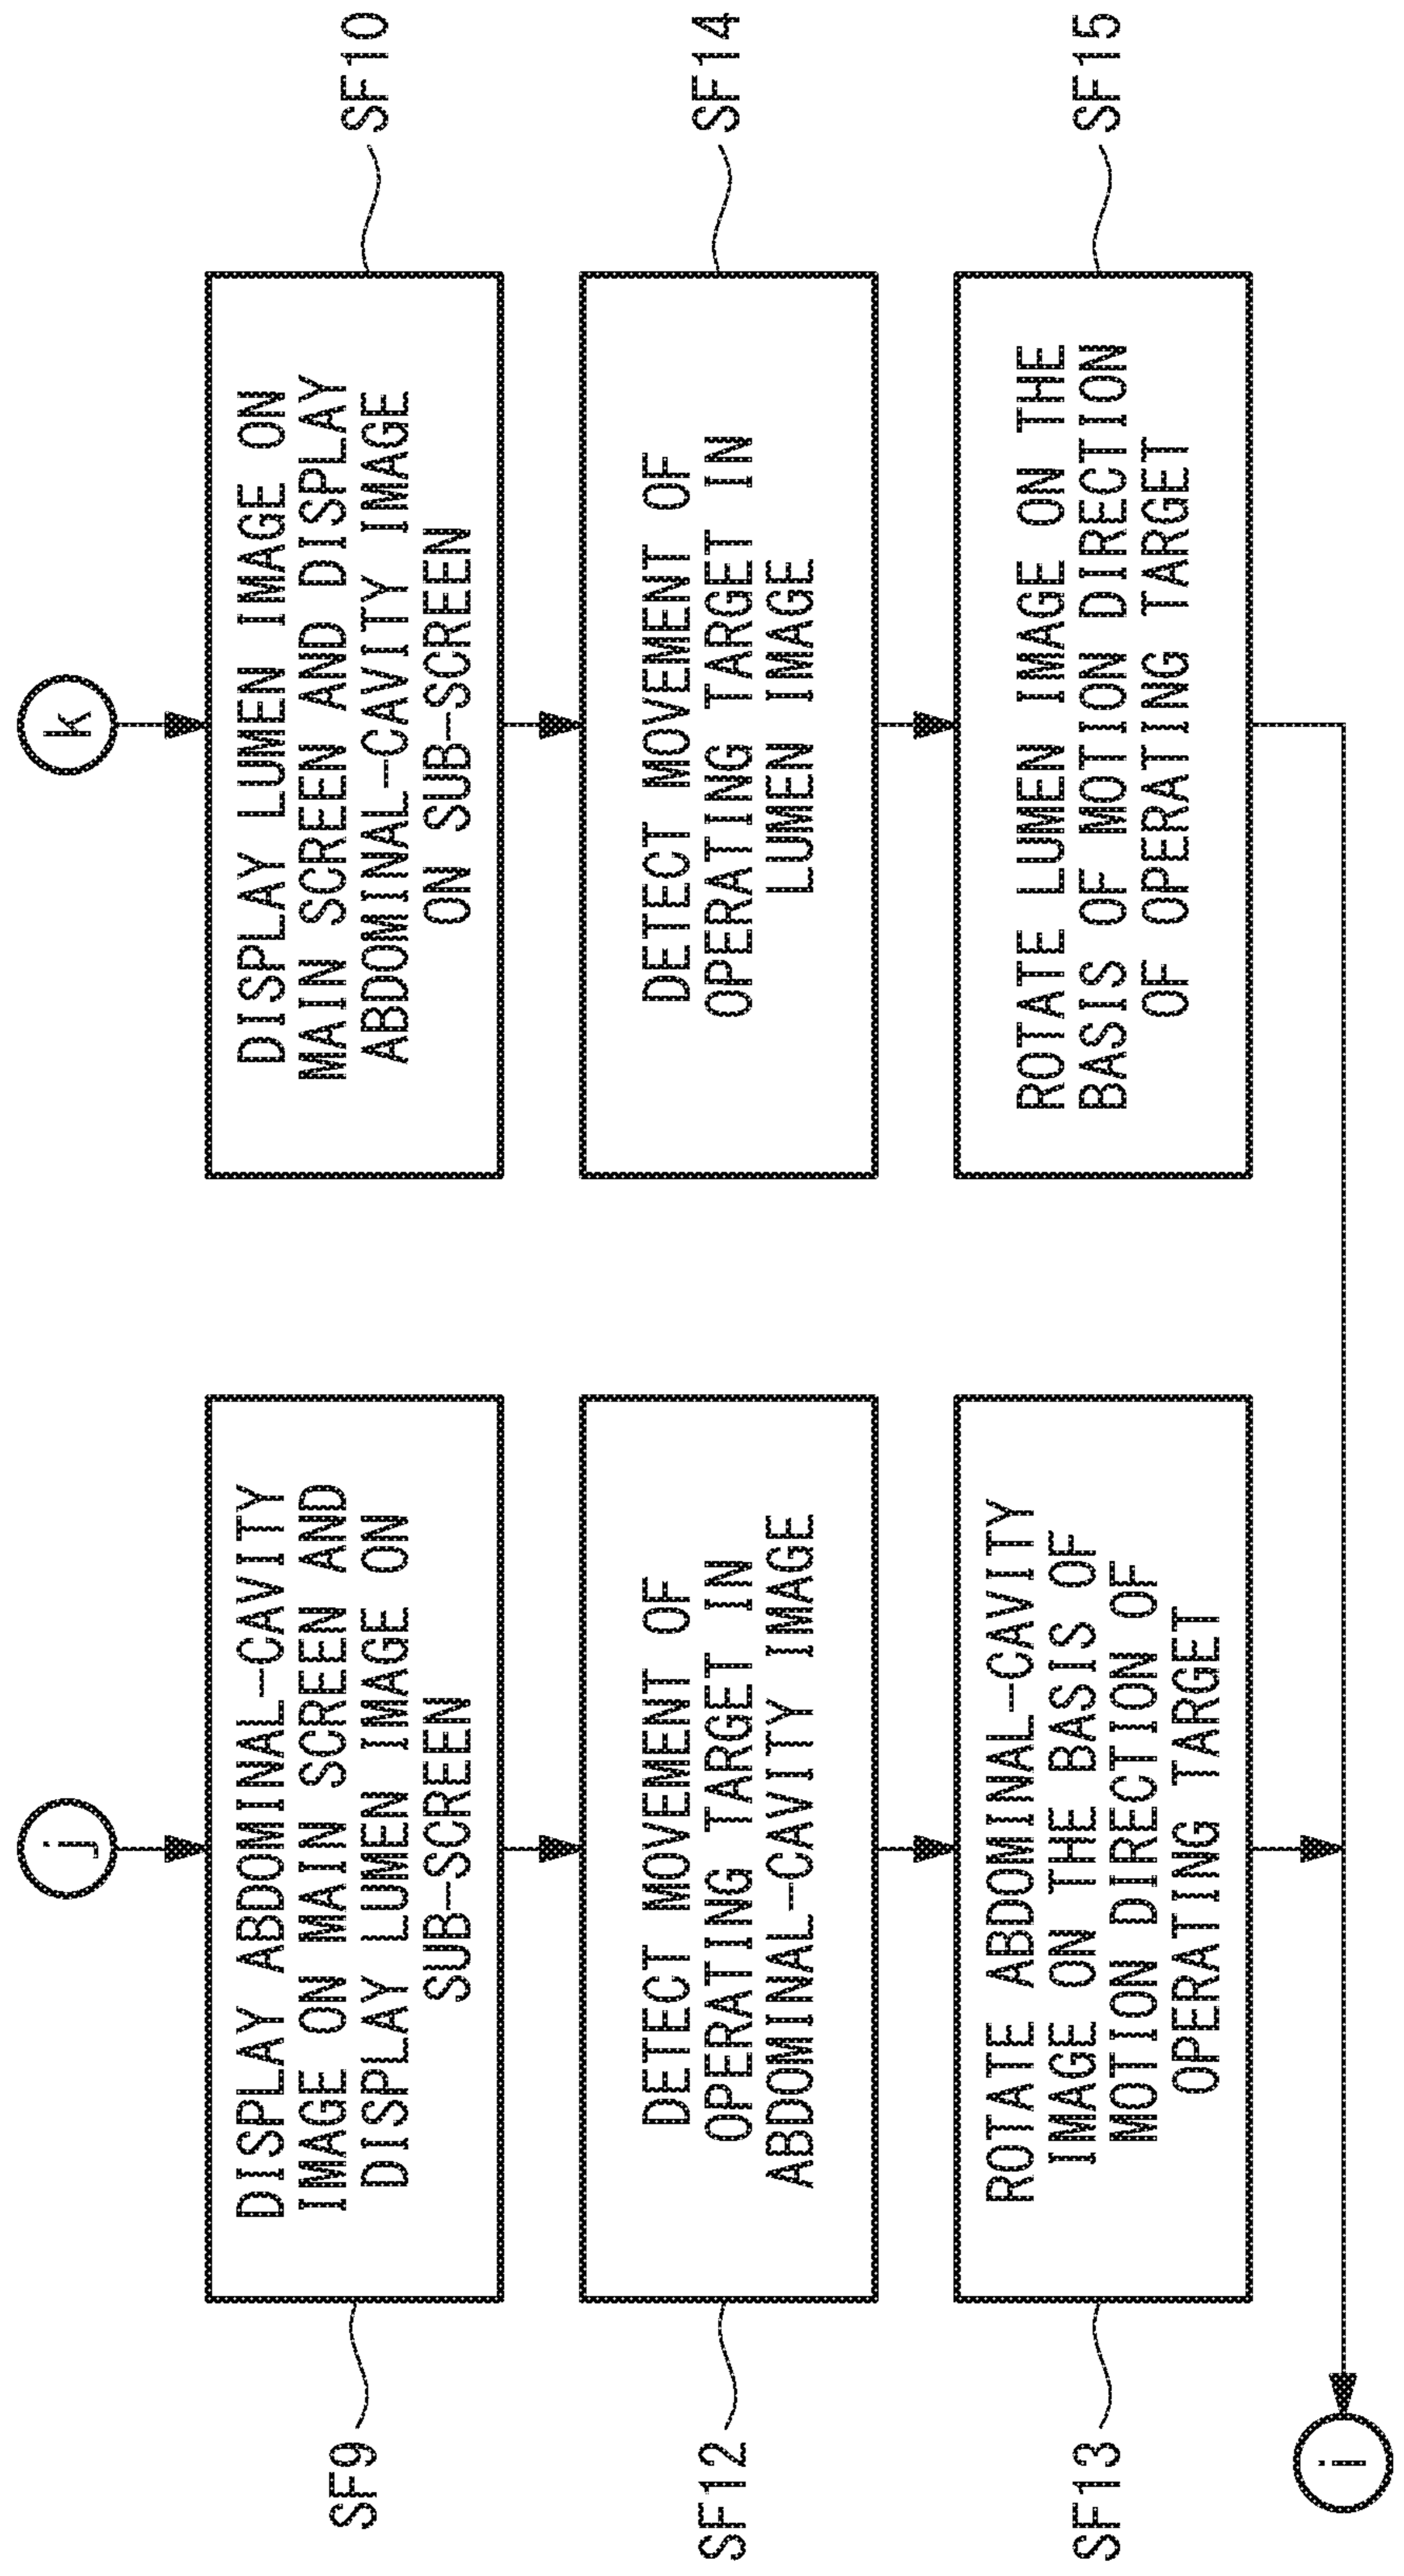 j
DISPLAY ABDOMINAL-CAVITY
IMAGE ON MAIN SCREEN AND
DISPLAY LUMEN IMAGE ON
SUB-SCREEN
SF9
DETECT MOVEMENT OF
OPERATING TARGET IN
ABDOMINAL-CAVITY IMAGE
SF12
ROTATE ABDOMINAL-CAVITY
IMAGE ON THE BASIS OF
MOTION DIRECTION OF
OPERATING TARGET
SF13
i
k
DISPLAY LUMEN IMAGE ON
MAIN SCREEN AND DISPLAY
ABDOMINAL-CAVITY IMAGE
ON SUB-SCREEN
SF10
DETECT MOVEMENT OF
OPERATING TARGET IN
LUMEN IMAGE
SF14
ROTATE LUMEN IMAGE ON THE
BASIS OF MOTION DIRECTION
OF OPERATING TARGET
SF15